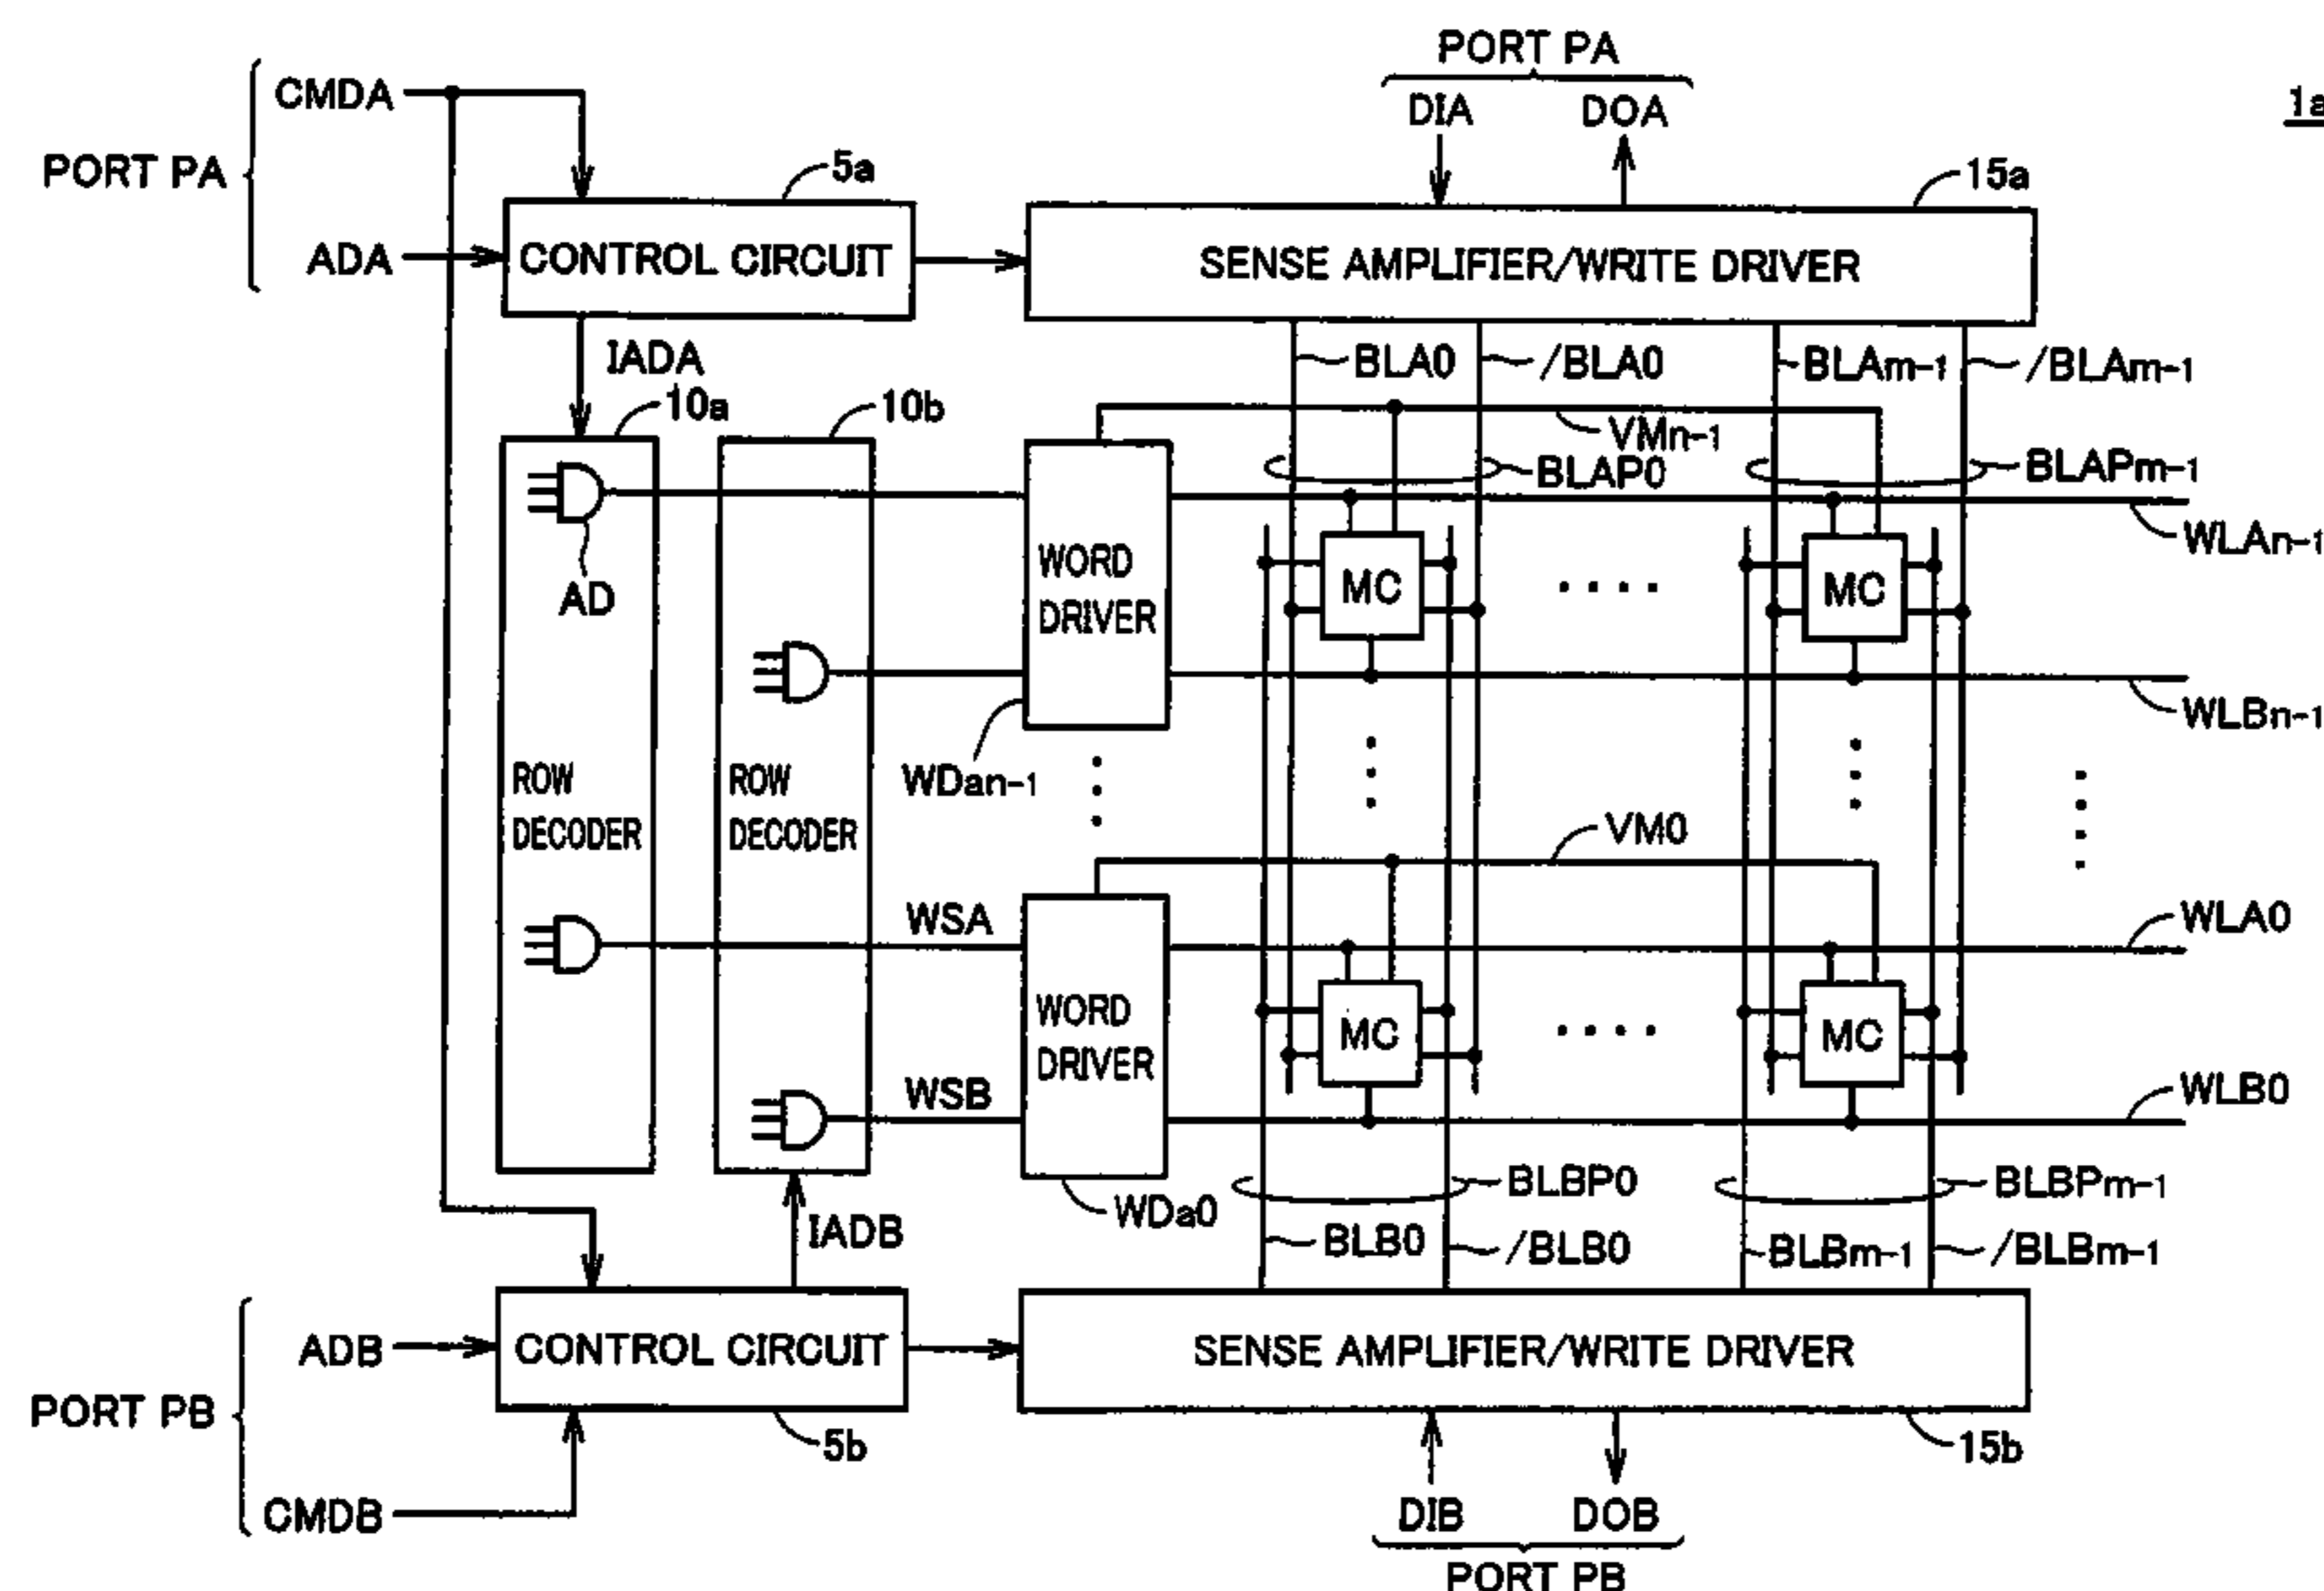 PORT PA
CMDA
DIA
DOA
1a
PORT PA
5a
15a
ADA
CONTROL CIRCUIT
SENSE AMPLIFIER/WRITE DRIVER
IADA
BLA0
/BLA0
BLAm-1
/BLAm-1
10a
10b
VMn-1
BLAP0
BLAPm-1
WLAn-1
AD
WORD
DRIVER
MC
MC
WLBn-1
WDan-1
ROW
DECODER
ROW
DECODER
VM0
WSA
WLA0
WORD
DRIVER
MC
MC
WSB
WLB0
BLBP0
BLBPm-1
WDa0
IADB
BLB0
/BLB0
BLBm-1
/BLBm-1
ADB
CONTROL CIRCUIT
SENSE AMPLIFIER/WRITE DRIVER
PORT PB
5b
15b
CMDB
DIB
DOB
PORT PB